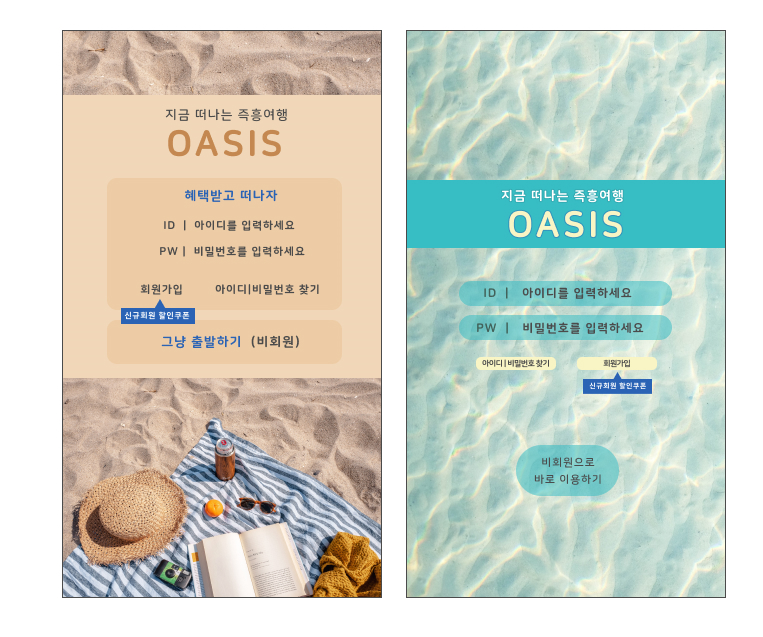 지금 떠나는 즉흥여행
OASIS
혜택받고 떠나자
ID | 아이디를 입력하세요
PW | 비밀번호를 입력하세요
회원가입 아이디|비밀번호 찾기
신규회원 할인쿠폰
그냥 출발하기 (비회원)
지금 떠나는 즉흥여행
OASIS
ID | 아이디를 입력하세요
PW | 비밀번호를 입력하세요
아이디 | 비밀번호 찾기 회원가입
신규회원 할인쿠폰
비회원으로
바로 이용하기